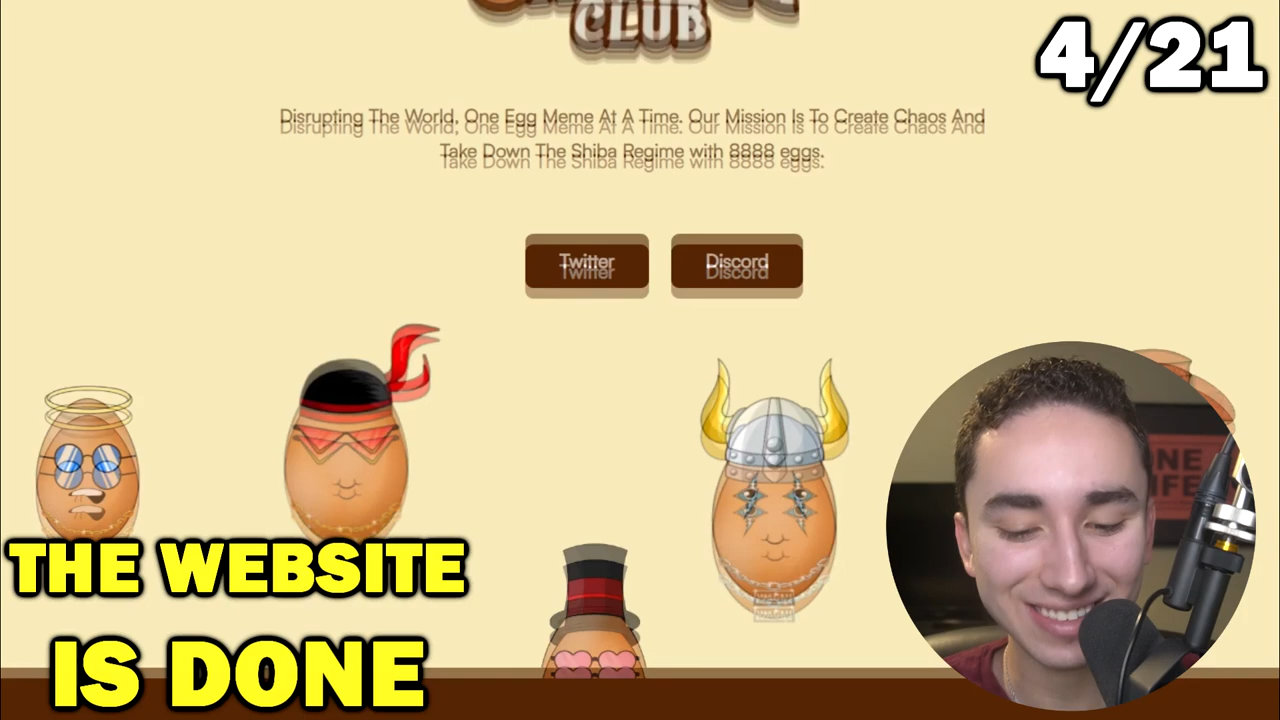 CLUB
4/21
Disrupting The World, One Egg Meme At A Time. Our Mission Is To Create Chaos And
Take Down The Shiba Regime with 8888 eggs.
Twitter
Discord
THE WEBSITE
IS DONE